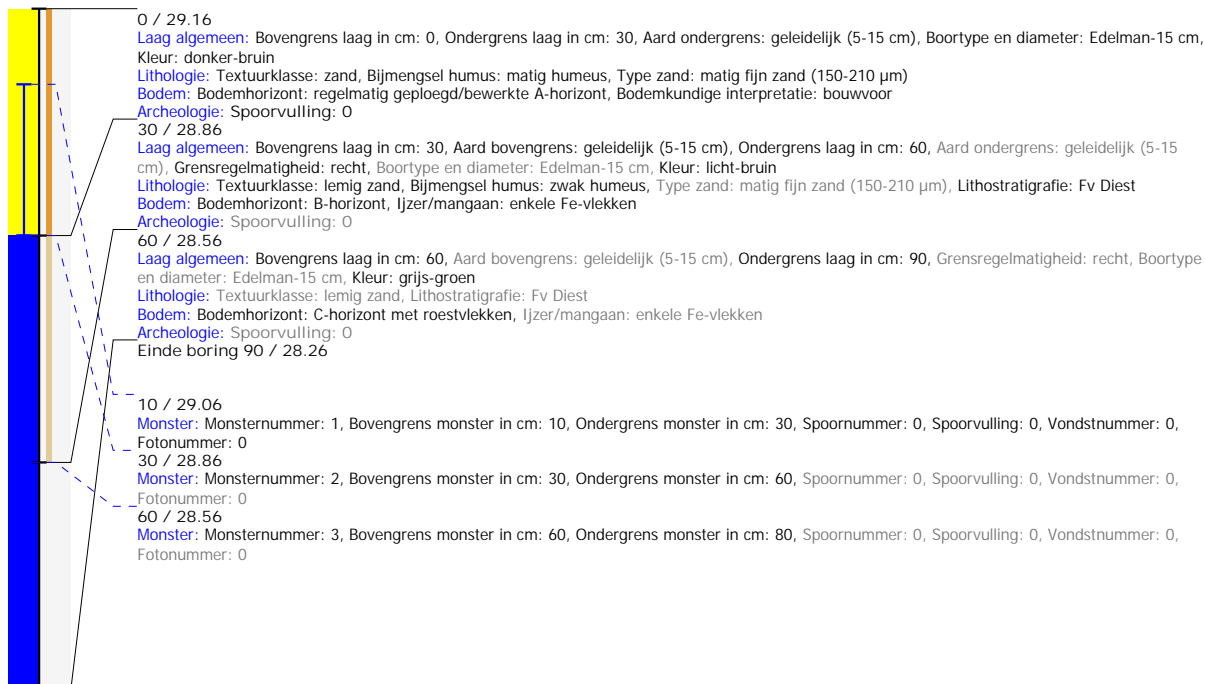 0 / 29.16
Laag algemeen: Bovengrens laag in cm: 0, Ondergrens laag in cm: 30, Aard ondergrens: geleidelijk (5-15 cm), Boortype en diameter: Edelman-15 cm,
Kleur: donker-bruin
Lithologie: Textuurklasse: zand, Bijmengsel humus: matig humeus, Type zand: matig fijn zand (150-210 µm)
Bodem: Bodemhorizont: regelmatig geploegd/bewerkte A-horizont, Bodemkundige interpretatie: bouwvoor
Archeologie: Spoorvulling: 0
30 / 28.86
Laag algemeen: Bovengrens laag in cm: 30, Aard bovengrens: geleidelijk (5-15 cm), Ondergrens laag in cm: 60, Aard ondergrens: geleidelijk (5-15
cm), Grensregelmatigheid: recht, Boortype en diameter: Edelman-15 cm, Kleur: licht-bruin
Lithologie: Textuurklasse: lemig zand, Bijmengsel humus: zwak humeus, Type zand: matig fijn zand (150-210 µm), Lithostratigrafie: Fv Diest
Bodem: Bodemhorizont: B-horizont, Ijzer/mangaan: enkele Fe-vlekken
Archeologie: Spoorvulling: 0
60 / 28.56
Laag algemeen: Bovengrens laag in cm: 60, Aard bovengrens: geleidelijk (5-15 cm), Ondergrens laag in cm: 90, Grensregelmatigheid: recht, Boortype
en diameter: Edelman-15 cm, Kleur: grijs-groen
Lithologie: Textuurklasse: lemig zand, Lithostratigrafie: Fv Diest
Bodem: Bodemhorizont: C-horizont met roestvlekken, Ijzer/mangaan: enkele Fe-vlekken
Archeologie: Spoorvulling: 0
Einde boring 90 / 28.26
10 / 29.06
Monster: Monsternummer: 1, Bovengrens monster in cm: 10, Ondergrens monster in cm: 30, Spoornummer: 0, Spoorvulling: 0, Vondstnummer: 0,
Fotonummer: 0
30 / 28.86
Monster: Monsternummer: 2, Bovengrens monster in cm: 30, Ondergrens monster in cm: 60, Spoornummer: 0, Spoorvulling: 0, Vondstnummer: 0,
Fotonummer: 0
60 / 28.56
Monster: Monsternummer: 3, Bovengrens monster in cm: 60, Ondergrens monster in cm: 80, Spoornummer: 0, Spoorvulling: 0, Vondstnummer: 0,
Fotonummer: 0